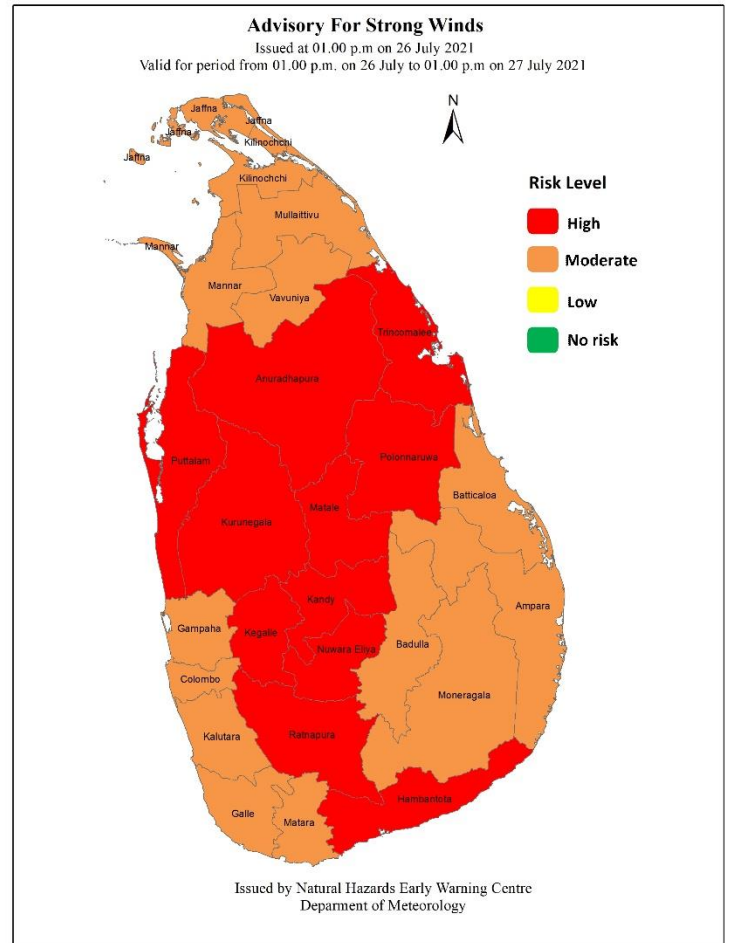 Advisory For Strong Winds
Issued at 01.00 p.m on 26 July 2021
Valid for period from 01.00 p.m. on 26 July to 01.00 p.m on 27 July 2021
N
Jaffna
Jaffna
Jaffna
Kilinochchi
Jaffna
Kilinochchi
Risk Level
Mullaittivu
High
Mannar
Moderate
Mannar
Vavuniya
Low
Trincomalee
No risk
Anuradhapura
Puttalam
Polonnaruwa
Batticaloa
Matale
Kurunegala
Kandy
Ampara
Gampaha
Kegalle
Badulla
Nuwara Eliya
Colombo
Moneragala
Kalutara
Ratnapura
Hambantota
Galle
Matara
Issued by Natural Hazards Early Warning Centre
Deparment of Meteorology